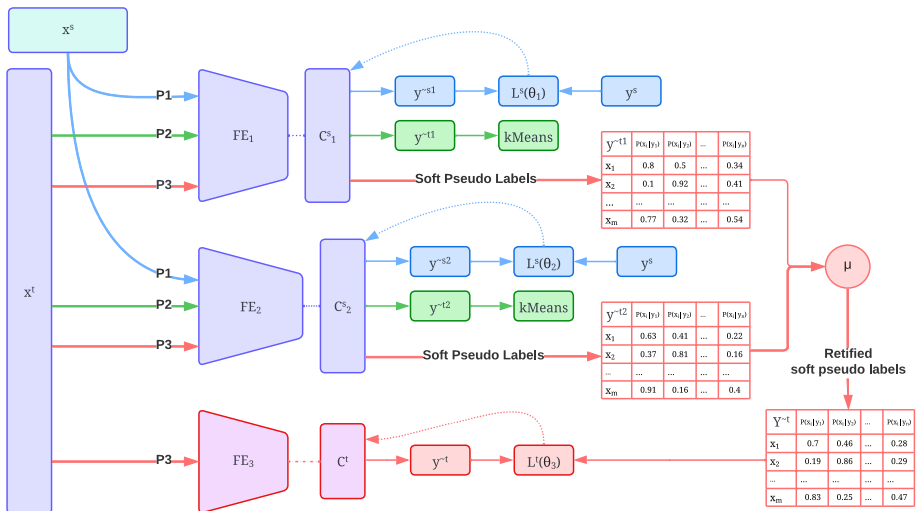 xˢ
xᵗ
P1
P2
P3
FE₁
Cˢ₁
y~ˢ¹
Lˢ(θ₁)
yˢ
y~ᵗ¹
kMeans
Soft Pseudo Labels
y~ᵗ¹ P(xᵢ|y₁) P(xᵢ|y₂) ... P(xᵢ|yₙ)
x₁ 0.8 0.5 ... 0.34
x₂ 0.1 0.92 ... 0.41
... ... ... ... ...
xₘ 0.77 0.32 ... 0.54
P1
P2
P3
FE₂
Cˢ₂
y~ˢ²
Lˢ(θ₂)
yˢ
y~ᵗ²
kMeans
Soft Pseudo Labels
y~ᵗ² P(xᵢ|y₁) P(xᵢ|y₂) ... P(xᵢ|yₙ)
x₁ 0.63 0.41 ... 0.22
x₂ 0.37 0.81 ... 0.16
... ... ... ... ...
xₘ 0.91 0.16 ... 0.4
μ
Retified
soft pseudo labels
P3
FE₃
Cᵗ
y~ᵗ
Lᵗ(θ₃)
Y~ᵗ P(xᵢ|y₁) P(xᵢ|y₂) ... P(xᵢ|yₙ)
x₁ 0.7 0.46 ... 0.28
x₂ 0.19 0.86 ... 0.29
... ... ... ... ...
xₘ 0.83 0.25 ... 0.47